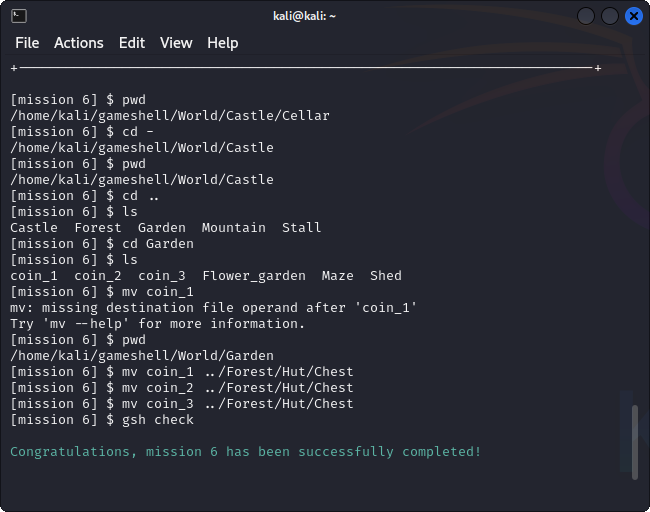 kali@kali: ~
File Actions Edit View Help
+————————————————————————————————————————+
[mission 6] $ pwd
/home/kali/gameshell/World/Castle/Cellar
[mission 6] $ cd -
/home/kali/gameshell/World/Castle
[mission 6] $ pwd
/home/kali/gameshell/World/Castle
[mission 6] $ cd ..
[mission 6] $ ls
Castle  Forest  Garden  Mountain  Stall
[mission 6] $ cd Garden
[mission 6] $ ls
coin_1  coin_2  coin_3  Flower_garden  Maze  Shed
[mission 6] $ mv coin_1
mv: missing destination file operand after 'coin_1'
Try 'mv --help' for more information.
[mission 6] $ pwd
/home/kali/gameshell/World/Garden
[mission 6] $ mv coin_1 ../Forest/Hut/Chest
[mission 6] $ mv coin_2 ../Forest/Hut/Chest
[mission 6] $ mv coin_3 ../Forest/Hut/Chest
[mission 6] $ gsh check
Congratulations, mission 6 has been successfully completed!